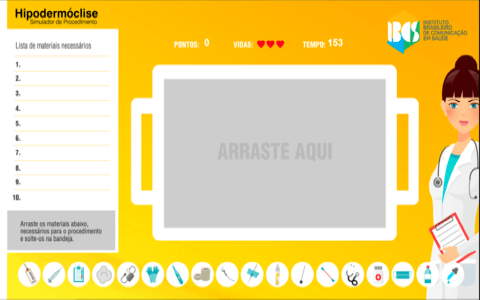 Hipodermóclise
Simulador de Procedimento
Lista de materiais necessários
1.
2.
3.
4.
5.
6.
7.
8.
9.
10.
Arraste os materiais abaixo,
necessários para o procedimento
e solte-os na bandeja.
PONTOS: 0
VIDAS:
TEMPO: 153
ARRASTE AQUI
IBCS
INSTITUTO
BRASILEIRO
DE COMUNICAÇÃO
EM SAÚDE